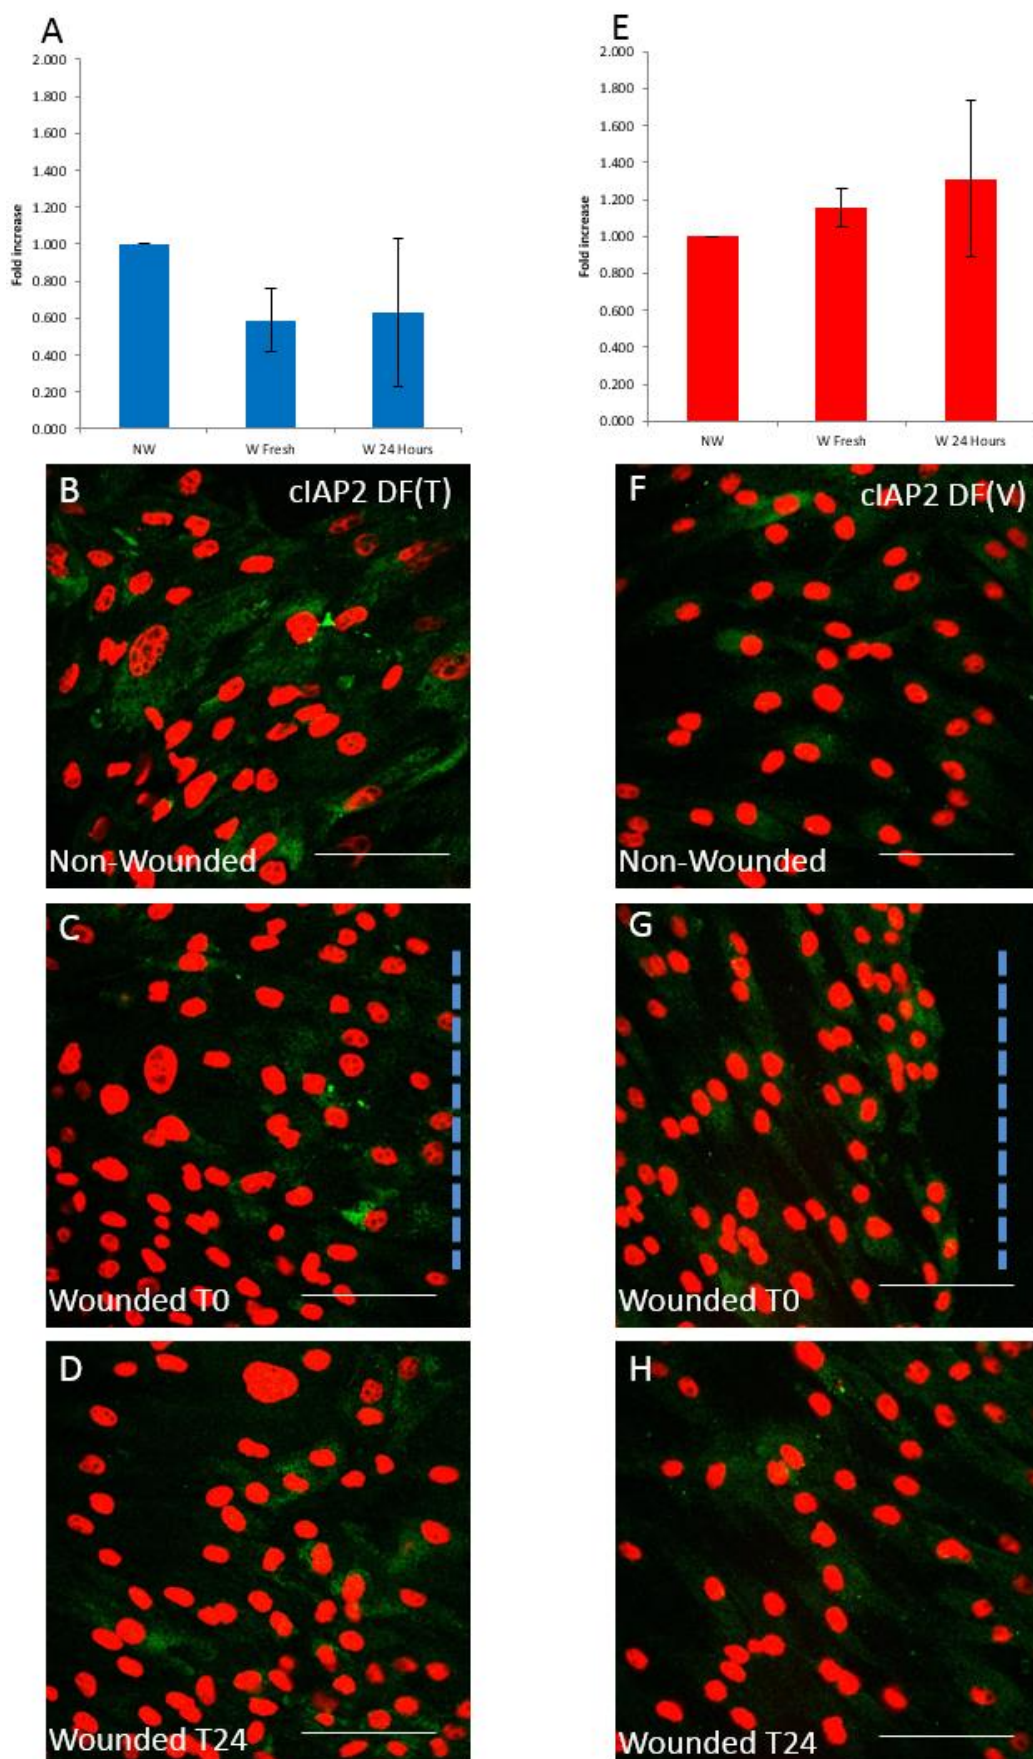 A
2.000
1.800
1.600
1.400
1.200
1.000
0.800
0.600
0.400
0.200
0.000
Fold increase
NW
W Fresh
W 24 Hours
B
cIAP2 DF(T)
Non-Wounded
C
Wounded T0
D
Wounded T24
E
2.000
1.800
1.600
1.400
1.200
1.000
0.800
0.600
0.400
0.200
0.000
Fold increase
NW
W Fresh
W 24 Hours
F
cIAP2 DF(V)
Non-Wounded
G
Wounded T0
H
Wounded T24